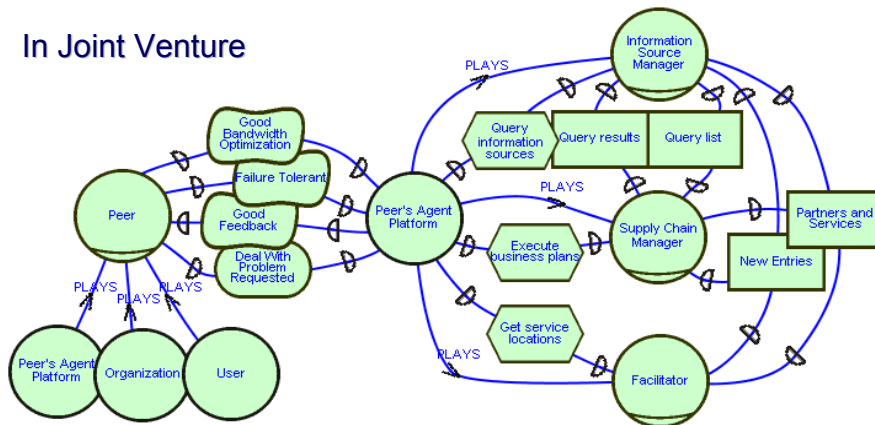 In Joint Venture
Information
Source
Manager
PLAYS
Good
Bandwidth
Optimization
Query
information
sources
Query results
Query list
Failure Tolerant
Peer
Good
Feedback
Peer's Agent
Platform
PLAYS
Supply Chain
Manager
Partners and
Services
Execute
business plans
New Entries
Deal With
Problem
Requested
PLAYS
PLAYS
PLAYS
Get service
locations
PLAYS
Peer's Agent
Platform
Organization
User
Facilitator